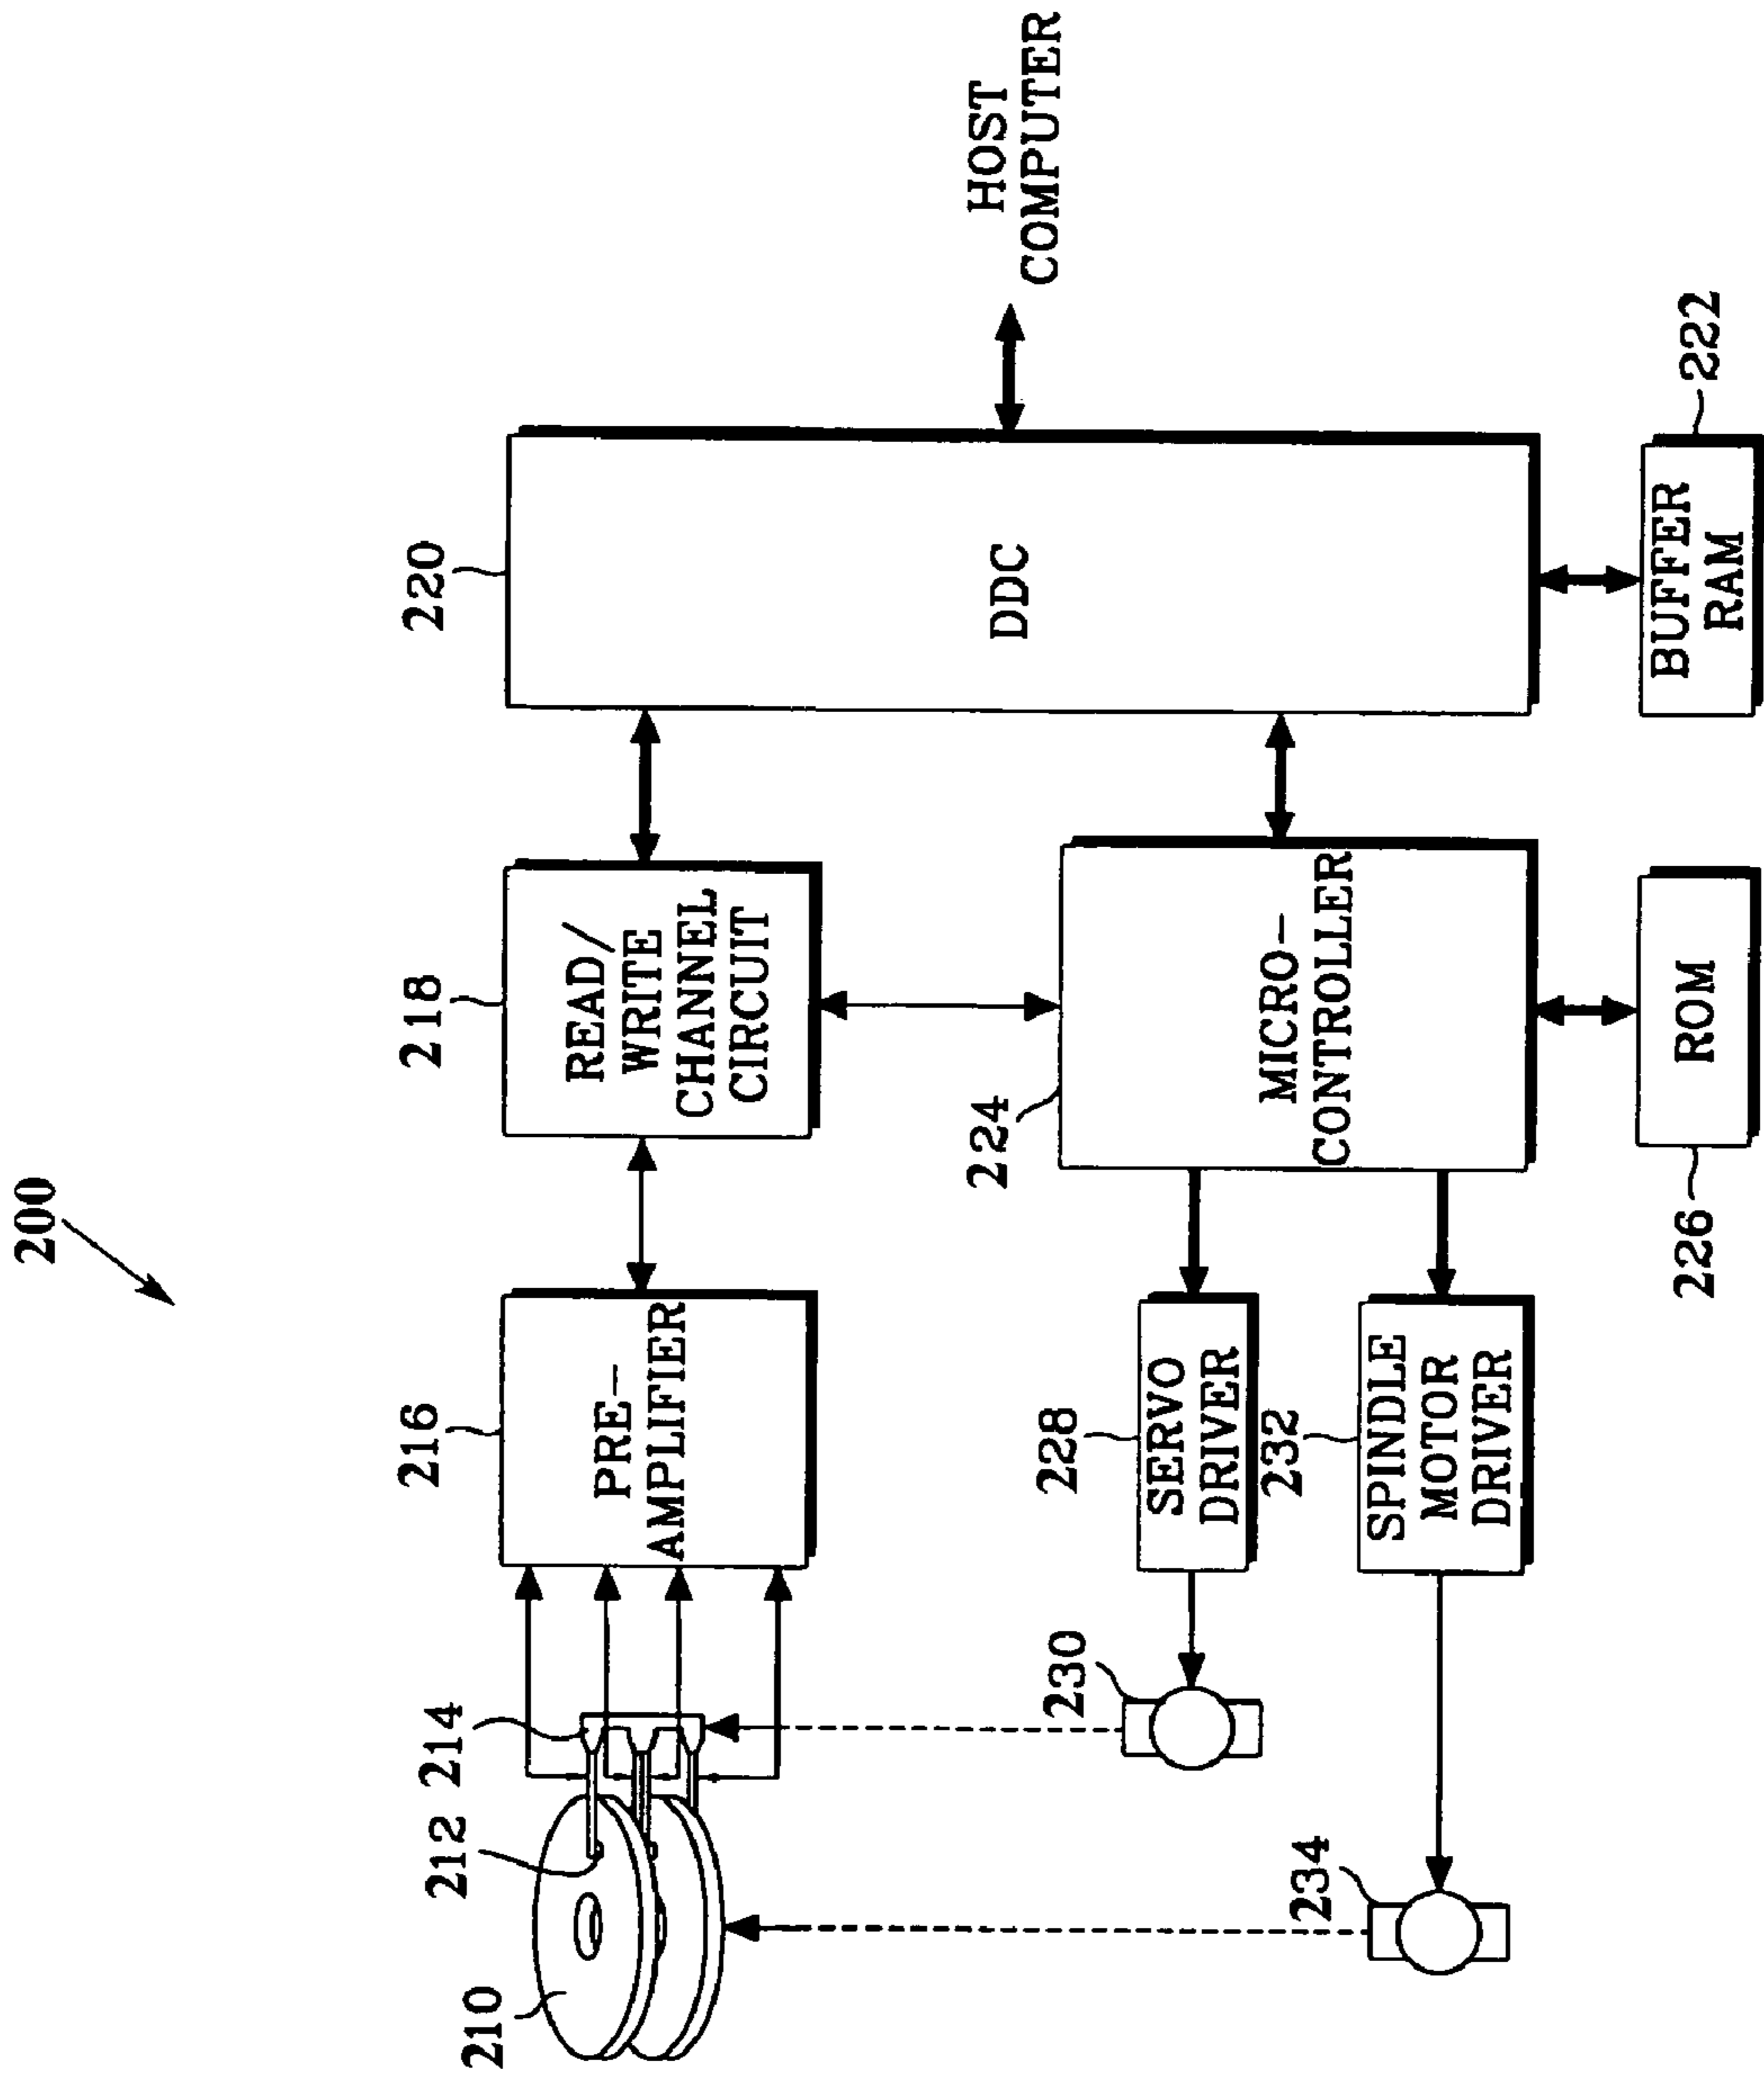 200
216
PRE-
AMPLIFIER
218
READ/
WRITE
CHANNEL
CIRCUIT
220
DDC
HOST
COMPUTER
210
212
214
224
MICRO-
CONTROLLER
228
SERVO
DRIVER
230
232
SPINDLE
MOTOR
DRIVER
234
226
ROM
BUFFER
RAM
222